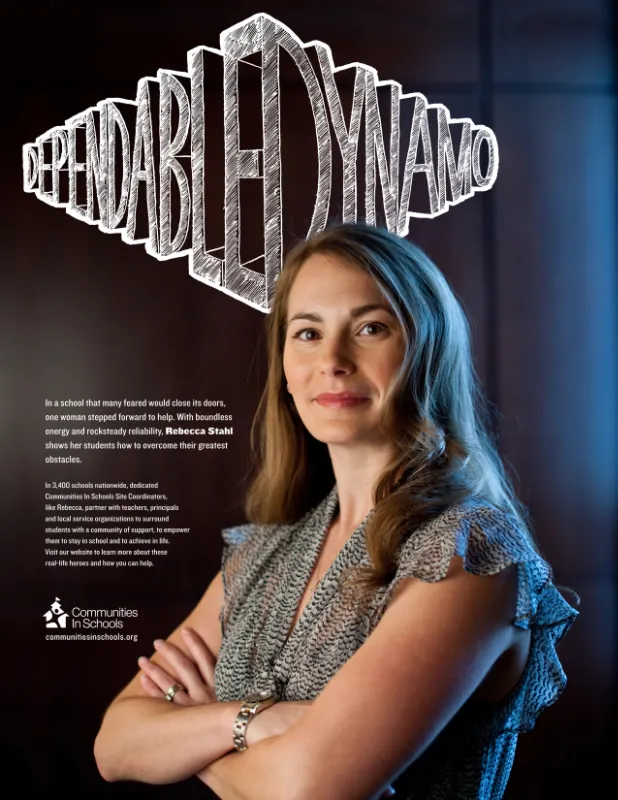 DEPENDABLEDYNAMO
In a school that many feared would close its doors,
one woman stepped forward to help. With boundless
energy and rocksteady reliability, Rebecca Stahl
shows her students how to overcome their greatest
obstacles.
In 3,400 schools nationwide, dedicated
Communities In Schools Site Coordinators,
like Rebecca, partner with teachers, principals
and local service organizations to surround
students with a community of support, to empower
them to stay in school and to achieve in life.
Visit our website to learn more about these
real-life heroes and how you can help.
Communities
In Schools
communitiesinschools.org